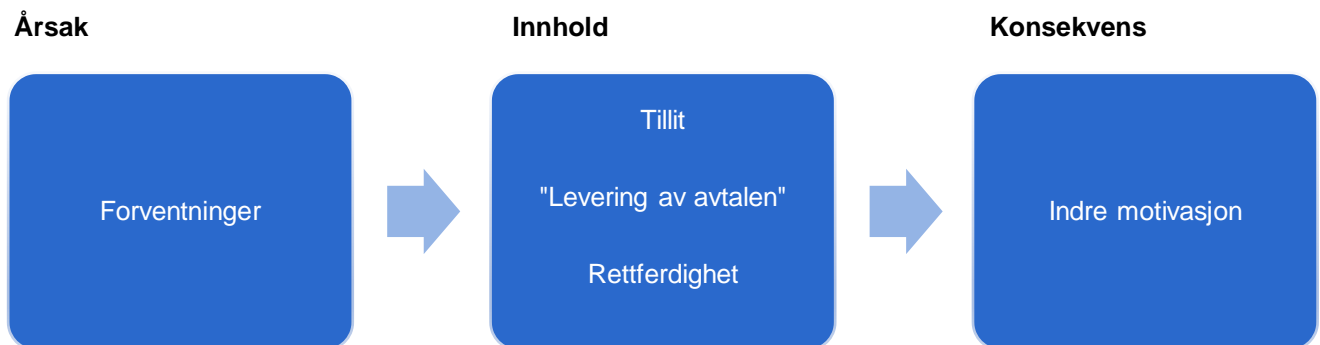 Årsak
Innhold
Konsekvens
Forventninger
Tillit
"Levering av avtalen"
Rettferdighet
Indre motivasjon